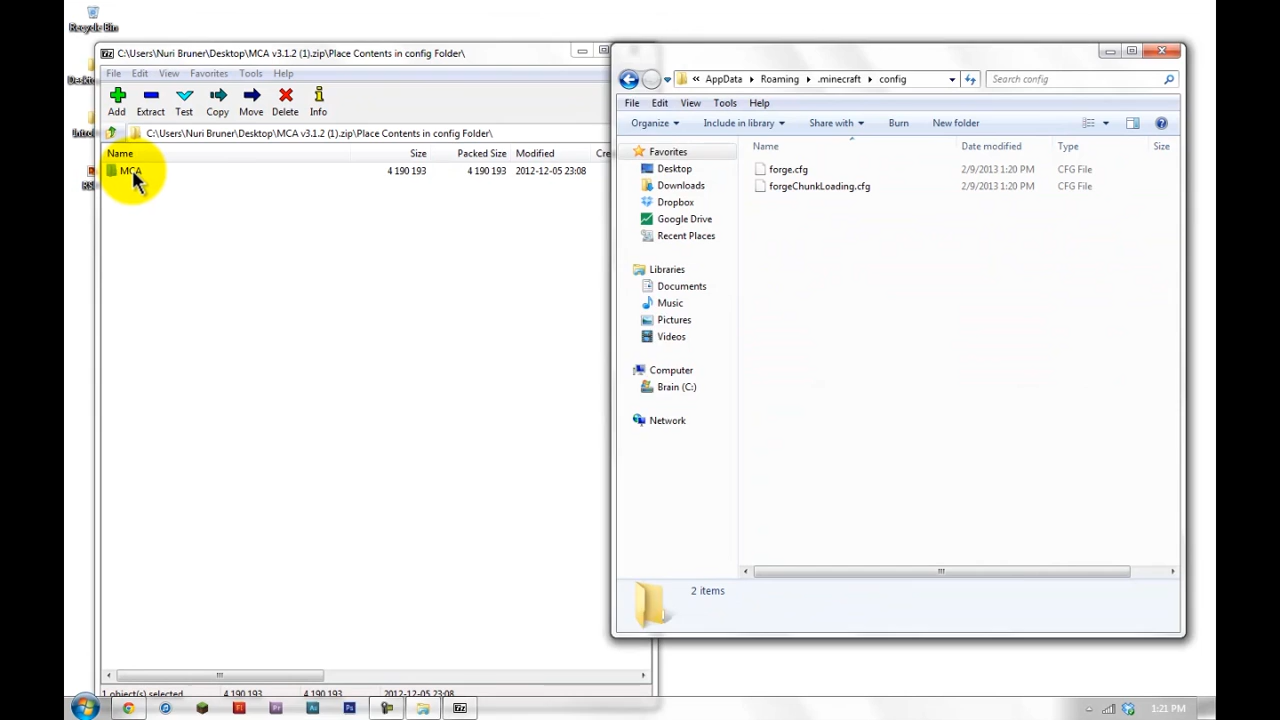 Recycle Bin
C:\Users\Nuri Bruner\Desktop\MCA v3.1.2 (1).zip\Place Contents in config Folder\
File Edit View Favorites Tools Help
Add Extract Test Copy Move Delete Info
C:\Users\Nuri Bruner\Desktop\MCA v3.1.2 (1).zip\Place Contents in config Folder\
Name Size Packed Size Modified
MCA 4 190 193 4 190 193 2012-12-05 23:08
1 object(s) selected 4 190 193 4 190 193 2012-12-05 23:08
« AppData Roaming .minecraft config
Search config
File Edit View Tools Help
Organize Include in library Share with Burn New folder
Favorites
Desktop
Downloads
Dropbox
Google Drive
Recent Places
Libraries
Documents
Music
Pictures
Videos
Computer
Brain (C:)
Network
Name Date modified Type Size
forge.cfg 2/9/2013 1:20 PM CFG File
forgeChunkLoading.cfg 2/9/2013 1:20 PM CFG File
2 items
1:21 PM